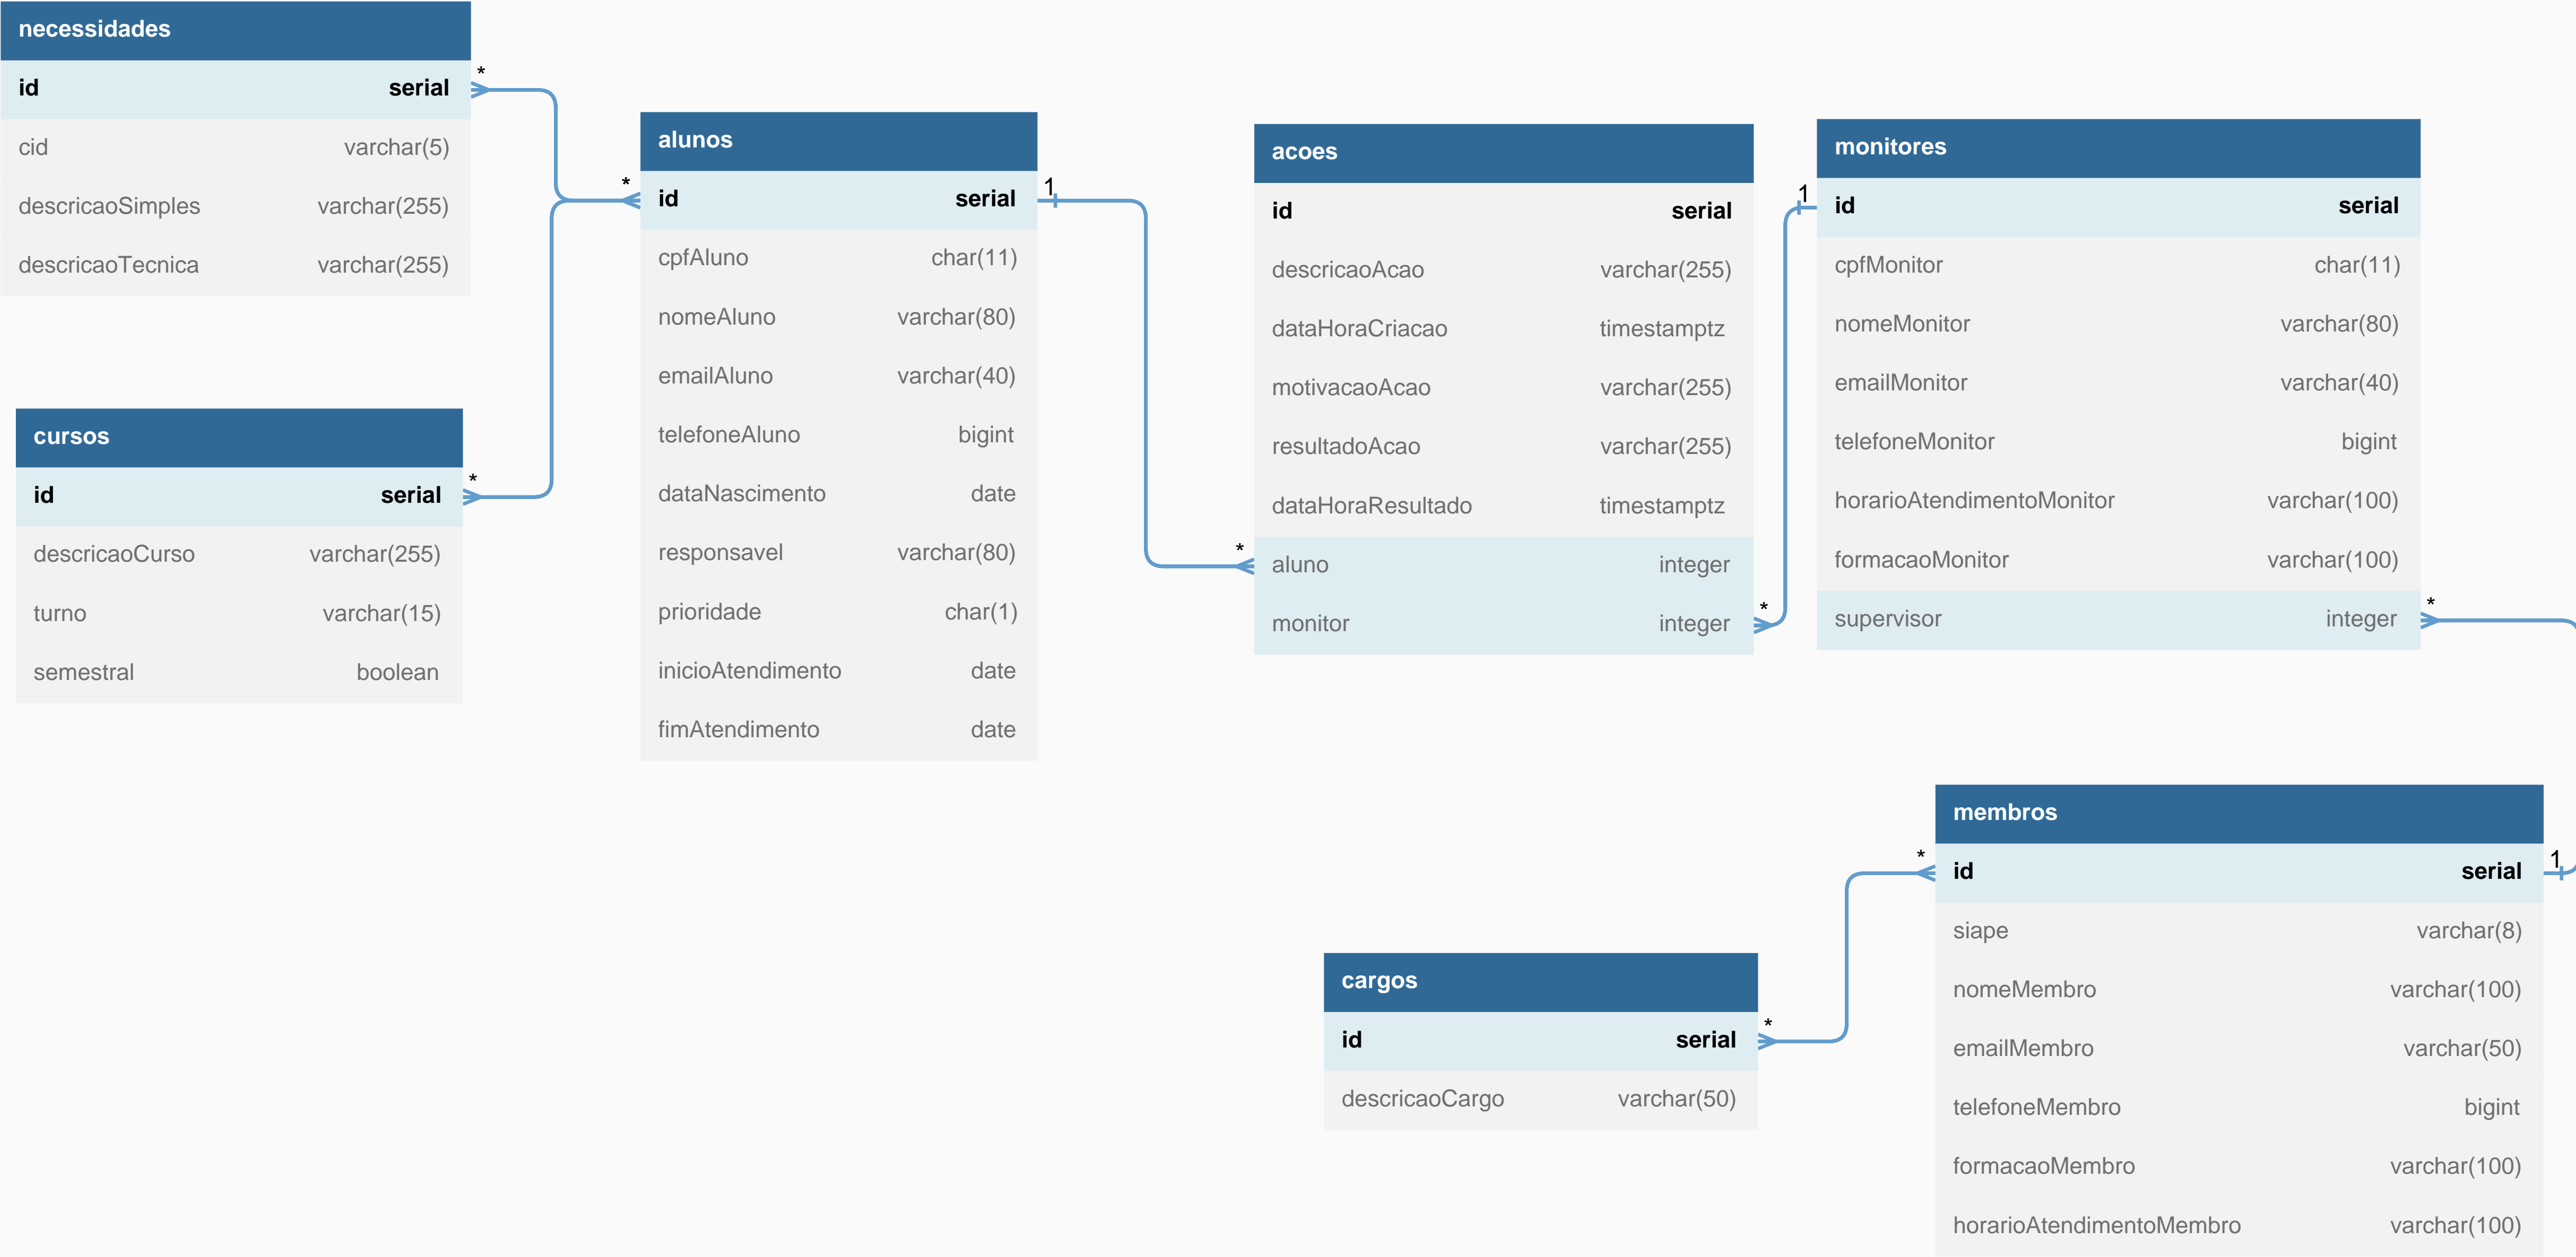 necessidades
id serial
cid varchar(5)
descricaoSimples varchar(255)
descricaoTecnica varchar(255)
*
cursos
id serial
descricaoCurso varchar(255)
turno varchar(15)
semestral boolean
*
*
alunos
id serial
cpfAluno char(11)
nomeAluno varchar(80)
emailAluno varchar(40)
telefoneAluno bigint
dataNascimento date
responsavel varchar(80)
prioridade char(1)
inicioAtendimento date
fimAtendimento date
1
*
acoes
id serial
descricaoAcao varchar(255)
dataHoraCriacao timestamptz
motivacaoAcao varchar(255)
resultadoAcao varchar(255)
dataHoraResultado timestamptz
aluno integer
monitor integer
*
1
monitores
id serial
cpfMonitor char(11)
nomeMonitor varchar(80)
emailMonitor varchar(40)
telefoneMonitor bigint
horarioAtendimentoMonitor varchar(100)
formacaoMonitor varchar(100)
supervisor integer
*
cargos
id serial
descricaoCargo varchar(50)
*
*
membros
id serial
siape varchar(8)
nomeMembro varchar(100)
emailMembro varchar(50)
telefoneMembro bigint
formacaoMembro varchar(100)
horarioAtendimentoMembro varchar(100)
1